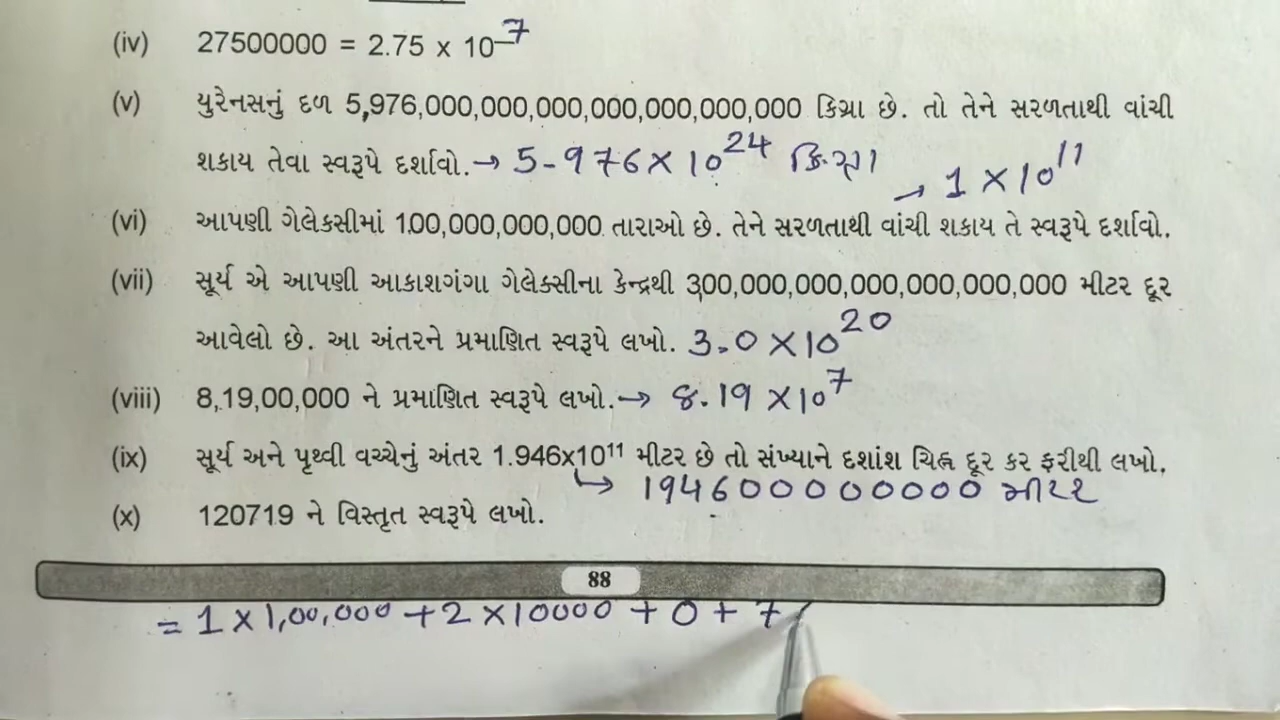 (iv) 27500000 = 2.75 x 10⁻⁷
(v) યુરેનસનું દળ 5,976,000,000,000,000,000,000,000 કિગ્રા છે. તો તેને સરળતાથી વાંચી
શકાય તેવા સ્વરૂપે દર્શાવો.→ 5-976 × 10²⁴ કિગ્રા
→ 1 × 10¹¹
(vi) આપણી ગેલેકસીમાં 100,000,000,000 તારાઓ છે. તેને સરળતાથી વાંચી શકાય તે સ્વરૂપે દર્શાવો.
(vii) સૂર્ય એ આપણી આકાશગંગા ગેલેક્સીના કેન્દ્રથી 300,000,000,000,000,000,000 મીટર દૂર
આવેલો છે. આ અંતરને પ્રમાણિત સ્વરૂપે લખો. 3.0 × 10²⁰
(viii) 8,19,00,000 ને પ્રમાણિત સ્વરૂપે લખો.→ 8.19 × 10⁷
(ix) સૂર્ય અને પૃથ્વી વચ્ચેનું અંતર 1.946x10¹¹ મીટર છે તો સંખ્યાને દશાંશ ચિહ્ન દૂર કર ફરીથી લખો.
↳ 194600000000 મીટર
(x) 120719 ને વિસ્તૃત સ્વરૂપે લખો.
88
= 1 × 1,00,000 + 2 × 10000 + 0 + 7